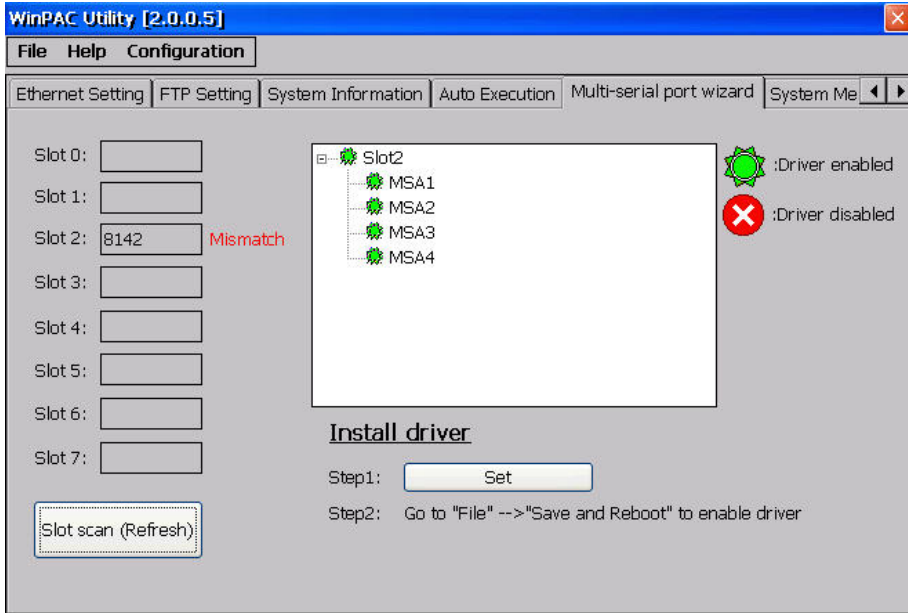 WinPAC Utility [2.0.0.5]
File Help Configuration
Ethernet Setting FTP Setting System Information Auto Execution Multi-serial port wizard System Me
Slot 0:
Slot 1:
Slot 2: 8142 Mismatch
Slot 3:
Slot 4:
Slot 5:
Slot 6:
Slot 7:
Slot scan (Refresh)
Slot2
MSA1
MSA2
MSA3
MSA4
:Driver enabled
:Driver disabled
Install driver
Step1: Set
Step2: Go to "File" -->"Save and Reboot" to enable driver